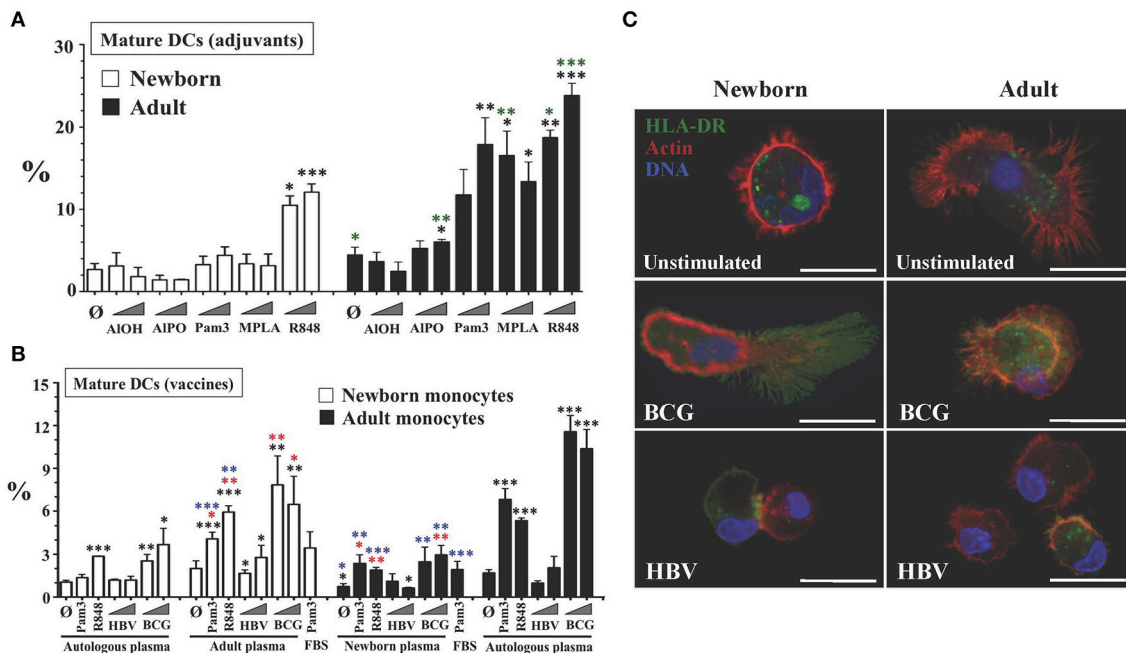 A
Mature DCs (adjuvants)
Newborn
Adult
%
30
20
10
0
*** *** ** ** * * * ** *** * *** * ** *
Ø AlOH AlPO Pam3 MPLA R848 AlOH AlPO Pam3 MPLA R848
B
Mature DCs (vaccines)
Newborn monocytes
Adult monocytes
%
15
12
9
6
3
0
*** ** * *** * *** ** ** *** * * ** ** * ** * * ** * *** ** * ** ** ** *** *** *** *** ***
Ø Pam3 R848 HBV BCG Ø Pam3 R848 HBV BCG Pam3 Ø Pam3 R848 HBV BCG Pam3 Ø Pam3 R848 HBV BCG
Autologous plasma Adult plasma FBS Newborn plasma FBS Autologous plasma
C
Newborn Adult
HLA-DR
Actin
DNA
Unstimulated Unstimulated
BCG BCG
HBV HBV